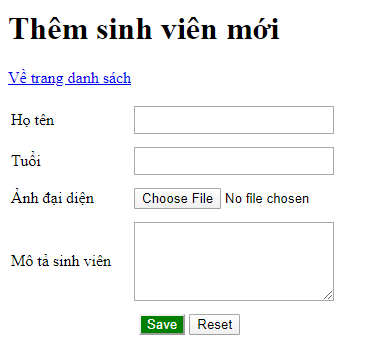 Thêm sinh viên mới
Về trang danh sách
Họ tên
Tuổi
Ảnh đại diện Choose File No file chosen
Mô tả sinh viên
Save Reset